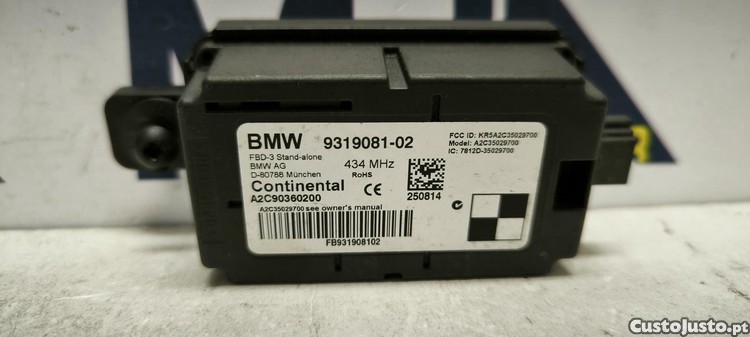 BMW 9319081-02
FBD-3 Stand-alone
BMW AG
D-80788 München
434 MHz
RoHS
FCC ID: KR5A2C35029700
Model: A2C35029700
IC: 7812D-35029700
Continental
A2C90360200
CE
250814
A2C35029700 see owner's manual
FB931908102
CustoJusto.pt